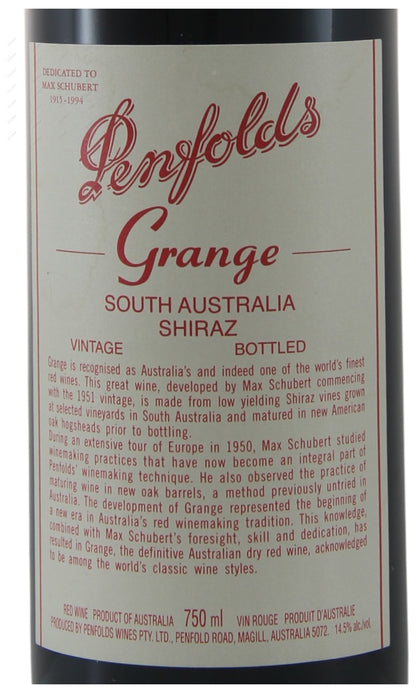 DEDICATED TO
MAX SCHUBERT
1915-1994
Penfolds
Grange
SOUTH AUSTRALIA
SHIRAZ
VINTAGE BOTTLED
Grange is recognised as Australia's and indeed one of the world's finest
red wines. This great wine, developed by Max Schubert commencing
with the 1951 vintage, is made from low yielding Shiraz vines grown
at selected vineyards in South Australia and matured in new American
oak hogsheads prior to bottling.
During an extensive tour of Europe in 1950, Max Schubert studied
winemaking practices that have now become an integral part of
Penfolds' winemaking technique. He also observed the practice of
maturing wine in new oak barrels, a method previously untried in
Australia. The development of Grange represented the beginning of
a new era in Australia's red winemaking tradition. This knowledge,
combined with Max Schubert's foresight, skill and dedication, has
resulted in Grange, the definitive Australian dry red wine, acknowledged
to be among the world's classic wine styles.
RED WINE PRODUCT OF AUSTRALIA 750 ml VIN ROUGE PRODUIT D'AUSTRALIE
PRODUCED BY PENFOLDS WINES PTY. LTD., PENFOLD ROAD, MAGILL, AUSTRALIA 5072. 14.5% alc./vol.